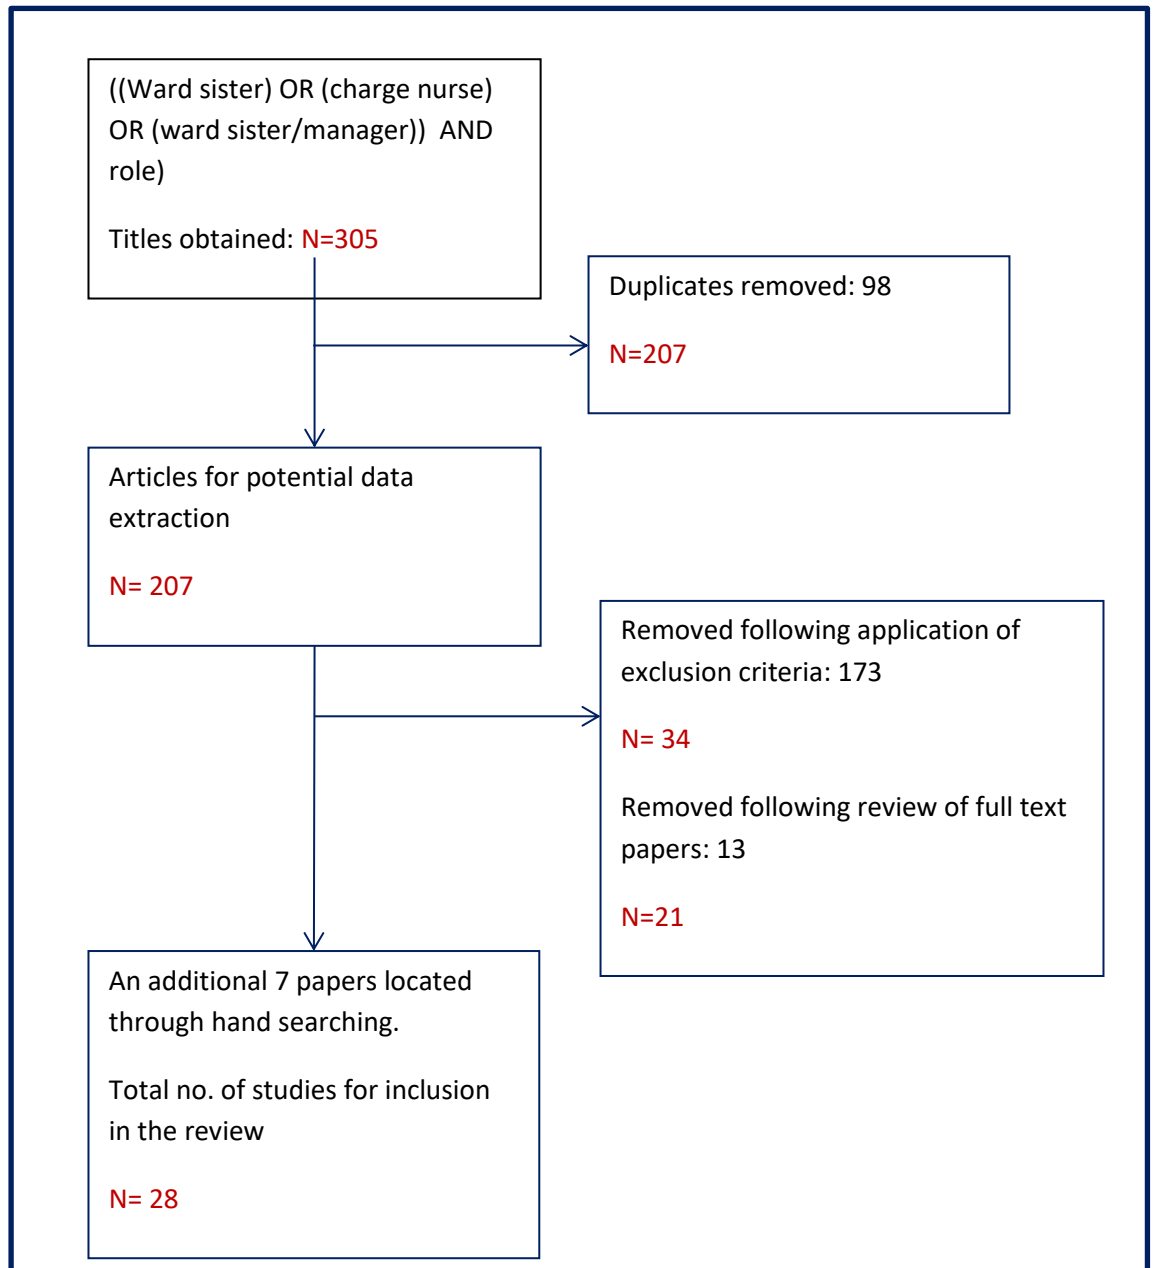 ((Ward sister) OR (charge nurse)
OR (ward sister/manager))  AND
role)
Titles obtained: N=305
Duplicates removed: 98
N=207
Articles for potential data
extraction
N= 207
Removed following application of
exclusion criteria: 173
N= 34
Removed following review of full text
papers: 13
N=21
An additional 7 papers located
through hand searching.
Total no. of studies for inclusion
in the review
N= 28